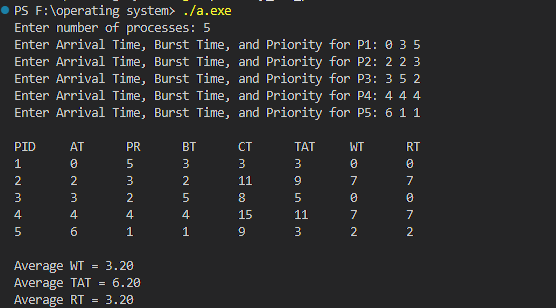 PS F:\operating system> ./a.exe
Enter number of processes: 5
Enter Arrival Time, Burst Time, and Priority for P1: 0 3 5
Enter Arrival Time, Burst Time, and Priority for P2: 2 2 3
Enter Arrival Time, Burst Time, and Priority for P3: 3 5 2
Enter Arrival Time, Burst Time, and Priority for P4: 4 4 4
Enter Arrival Time, Burst Time, and Priority for P5: 6 1 1
PID AT PR BT CT TAT WT RT
1 0 5 3 3 3 0 0
2 2 3 2 11 9 7 7
3 3 2 5 8 5 0 0
4 4 4 4 15 11 7 7
5 6 1 1 9 3 2 2
Average WT = 3.20
Average TAT = 6.20
Average RT = 3.20